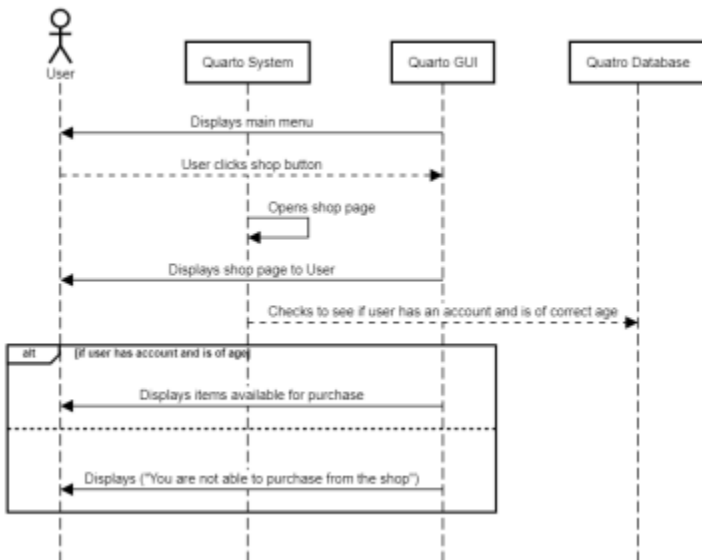 User
Quarto System
Quarto GUI
Quatro Database
Displays main menu
User clicks shop button
Opens shop page
Displays shop page to User
Checks to see if user has an account and is of correct age
alt
[if user has account and is of age]
Displays items available for purchase
Displays ("You are not able to purchase from the shop")